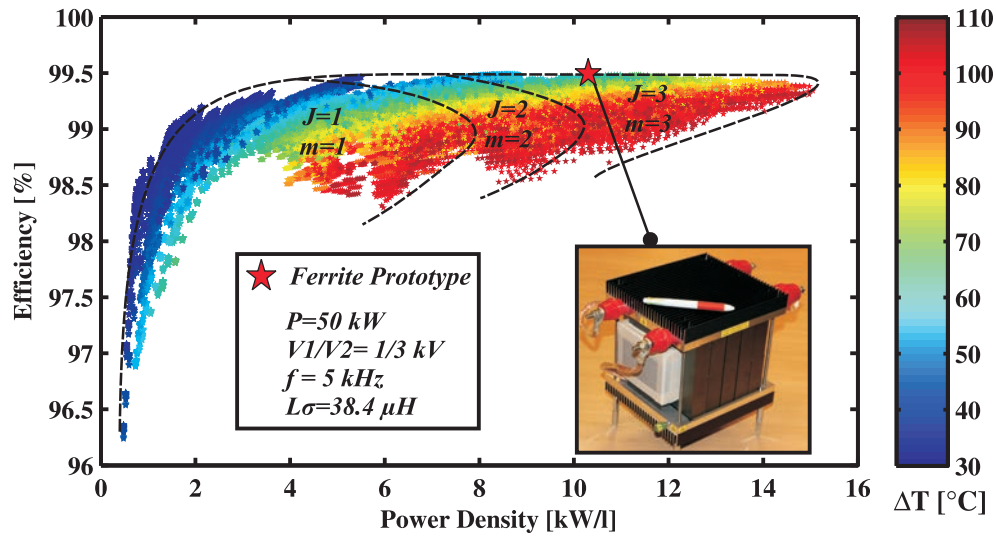 100
99.5
99
98.5
98
97.5
97
96.5
96
Efficiency [%]
0
2
4
6
8
10
12
14
16
Power Density [kW/l]
J=1
m=1
J=2
m=2
J=3
m=3
Ferrite Prototype
P=50 kW
V1/V2= 1/3 kV
f = 5 kHz
Lσ=38.4 µH
110
100
90
80
70
60
50
40
30
ΔT [°C]